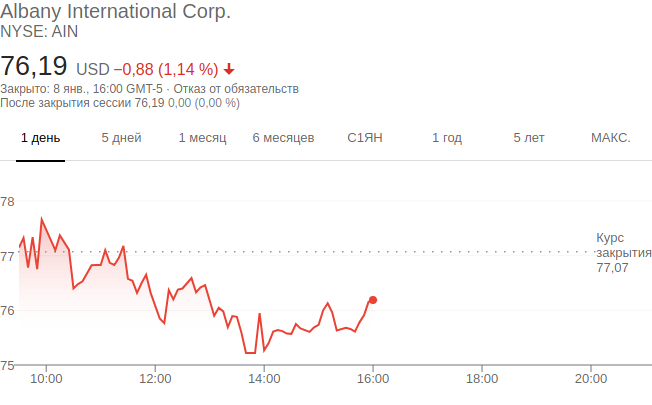 Albany International Corp.
NYSE: AIN
76,19 USD −0,88 (1,14 %)
Закрыто: 8 янв., 16:00 GMT-5 · Отказ от обязательств
После закрытия сессии 76,19 0,00 (0,00 %)
1 день 5 дней 1 месяц 6 месяцев С1ЯН 1 год 5 лет МАКС.
78
Курс
77 закрытия
77,07
76
75
10:00 12:00 14:00 16:00 18:00 20:00